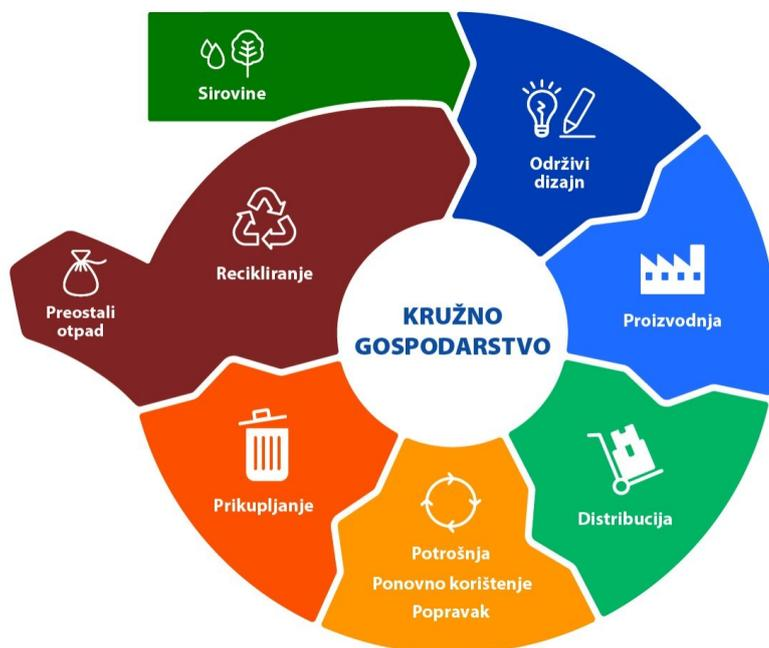 Sirovine
Održivi
dizajn
Proizvodnja
Distribucija
Potrošnja
Ponovno korištenje
Popravak
Prikupljanje
Recikliranje
Preostali
otpad
KRUŽNO
GOSPODARSTVO